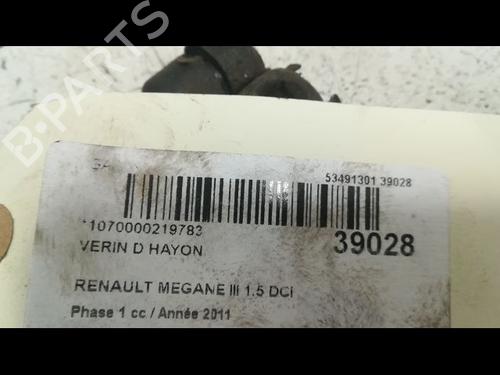 B-PARTS
53491301 39028
*1070000219783
VERIN D HAYON
39028
RENAULT MEGANE III 1.5 DCI
Phase 1 cc / Année 2011